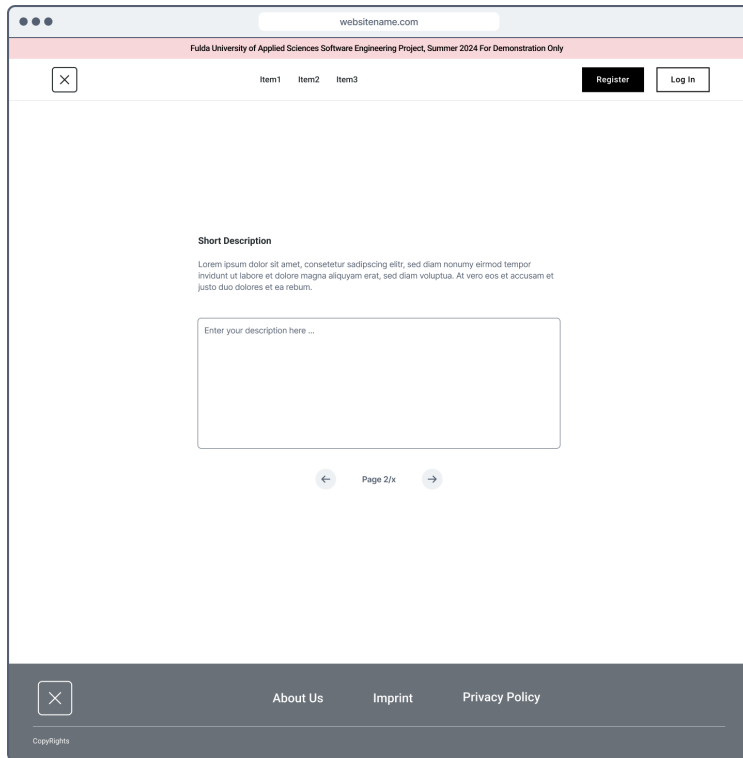 websitename.com
Fulda University of Applied Sciences Software Engineering Project, Summer 2024 For Demonstration Only
Item1 Item2 Item3 Register Log In
Short Description
Lorem ipsum dolor sit amet, consetetur sadipscing elitr, sed diam nonumy eirmod tempor
invidunt ut labore et dolore magna aliquyam erat, sed diam voluptua. At vero eos et accusam et
justo duo dolores et ea rebum.
Enter your description here ...
Page 2/x
About Us Imprint Privacy Policy
CopyRights